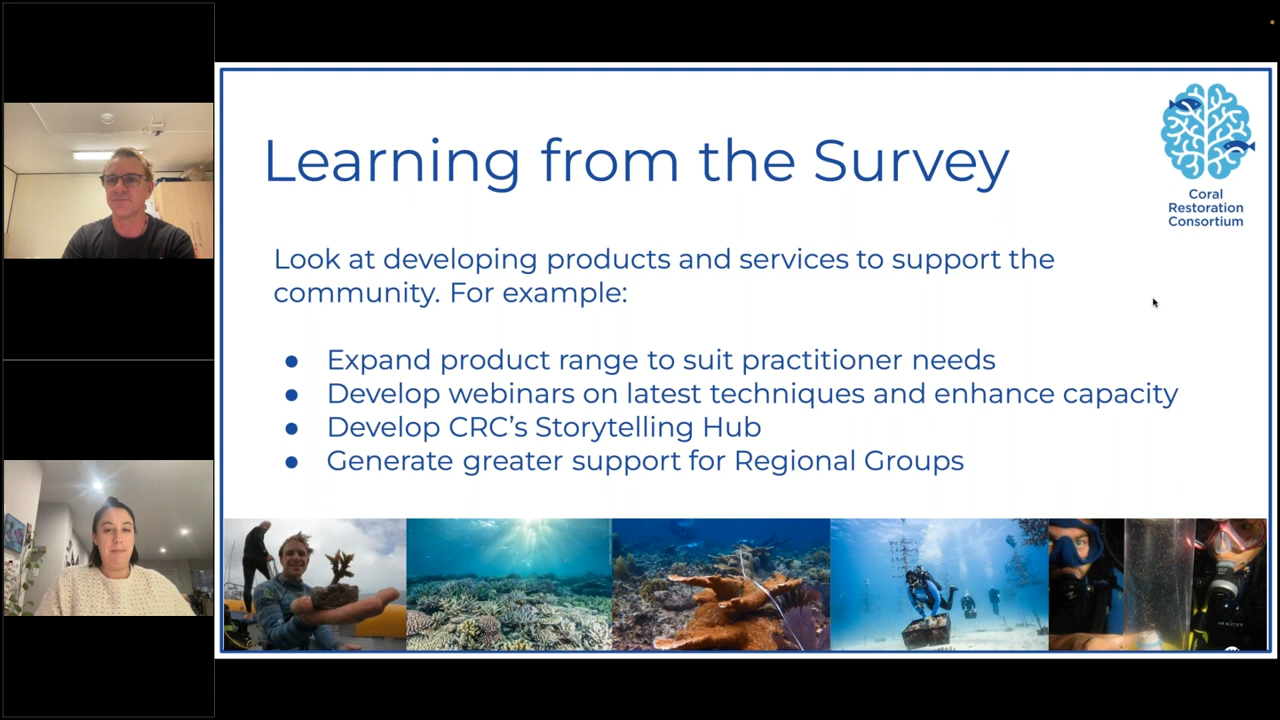 Learning from the Survey
Coral
Restoration
Consortium
Look at developing products and services to support the
community. For example:
● Expand product range to suit practitioner needs
● Develop webinars on latest techniques and enhance capacity
● Develop CRC’s Storytelling Hub
● Generate greater support for Regional Groups